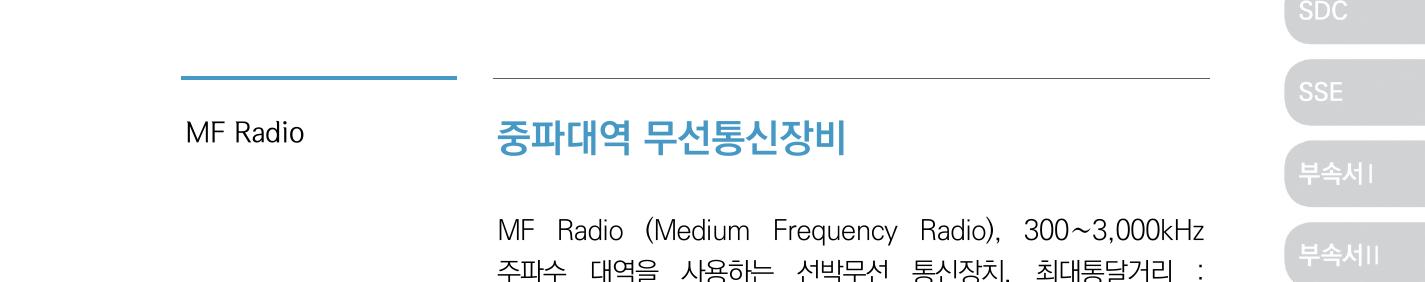 SDC
SSE
MF Radio
중파대역 무선통신장비
부속서 I
MF Radio (Medium Frequency Radio), 300~3,000kHz
부속서 II
주파수 대역을 사용하는 선박무선 통신장치. 최대통달거리 :